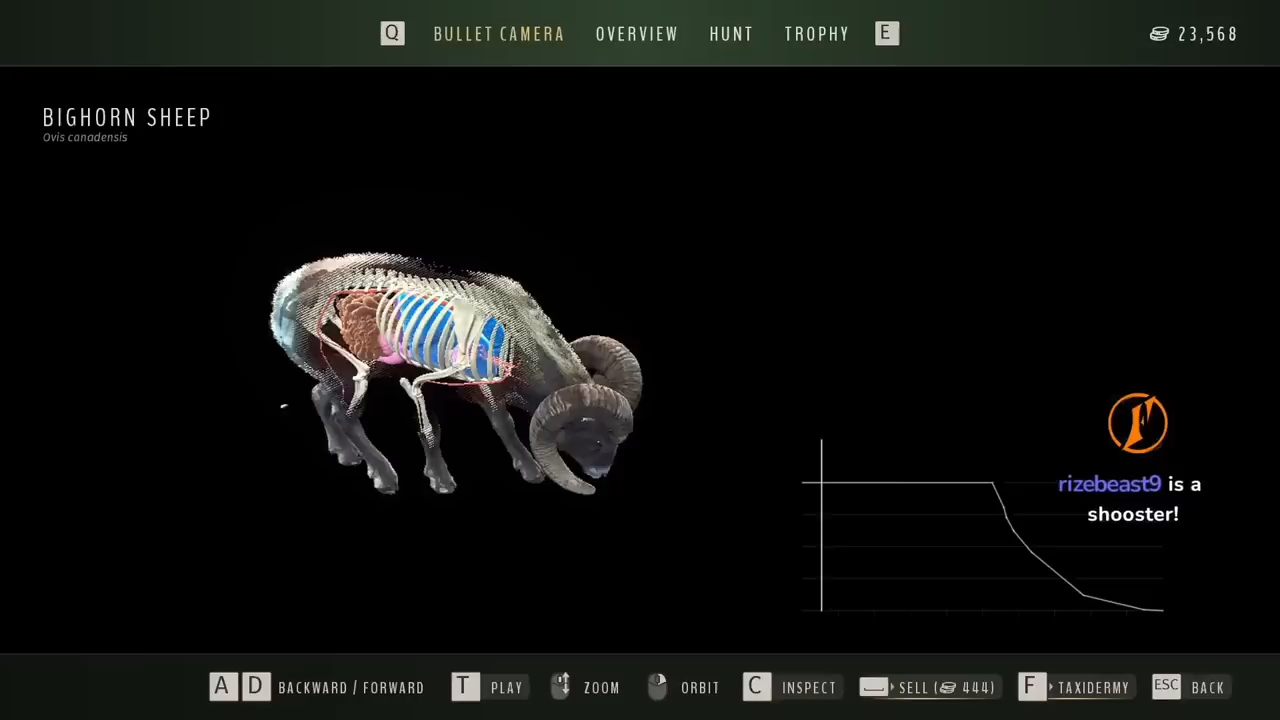 Q BULLET CAMERA OVERVIEW HUNT TROPHY E 23,568
BIGHORN SHEEP
Ovis canadensis
rizebeast9 is a
shooster!
A D BACKWARD / FORWARD T PLAY ZOOM ORBIT C INSPECT SELL ( 444) F TAXIDERMY ESC BACK